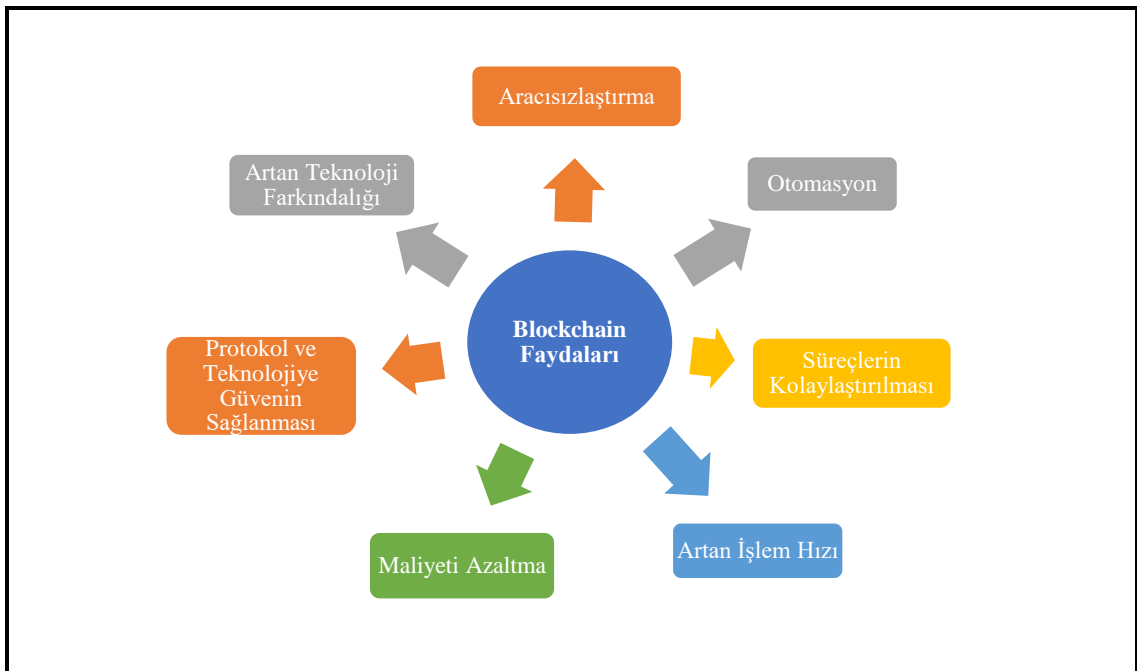 Aracısızlaştırma
Artan Teknoloji
Farkındalığı
Otomasyon
Blockchain
Faydaları
Protokol ve
Teknolojiye
Güvenin
Sağlanması
Süreçlerin
Kolaylaştırılması
Maliyeti Azaltma
Artan İşlem Hızı